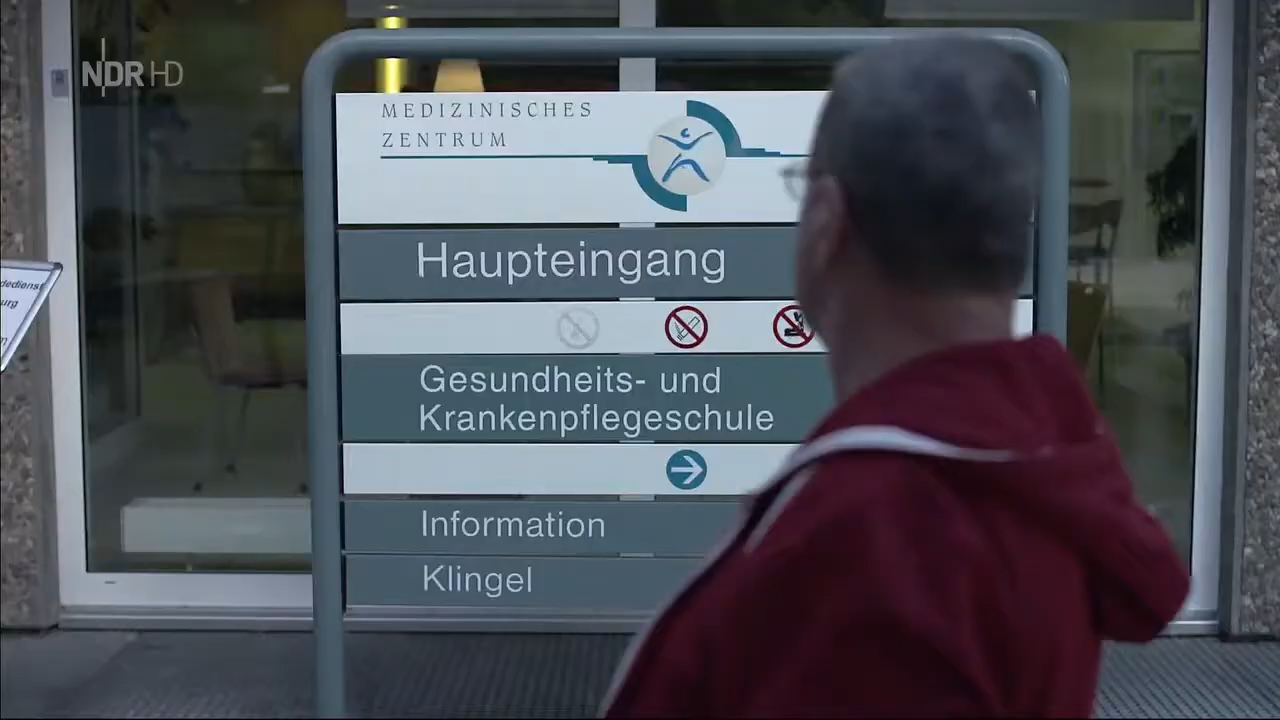 NDR HD
MEDIZINISCHES
ZENTRUM
Haupteingang
Gesundheits- und
Krankenpflegeschule
Information
Klingel